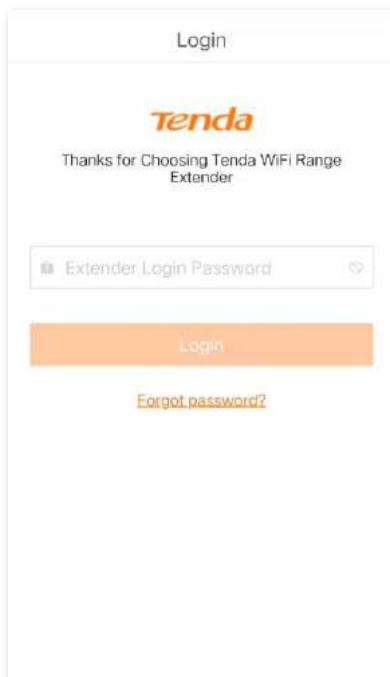 Login
Tenda
Thanks for Choosing Tenda WiFi Range
Extender
Extender Login Password
Login
Forgot password?